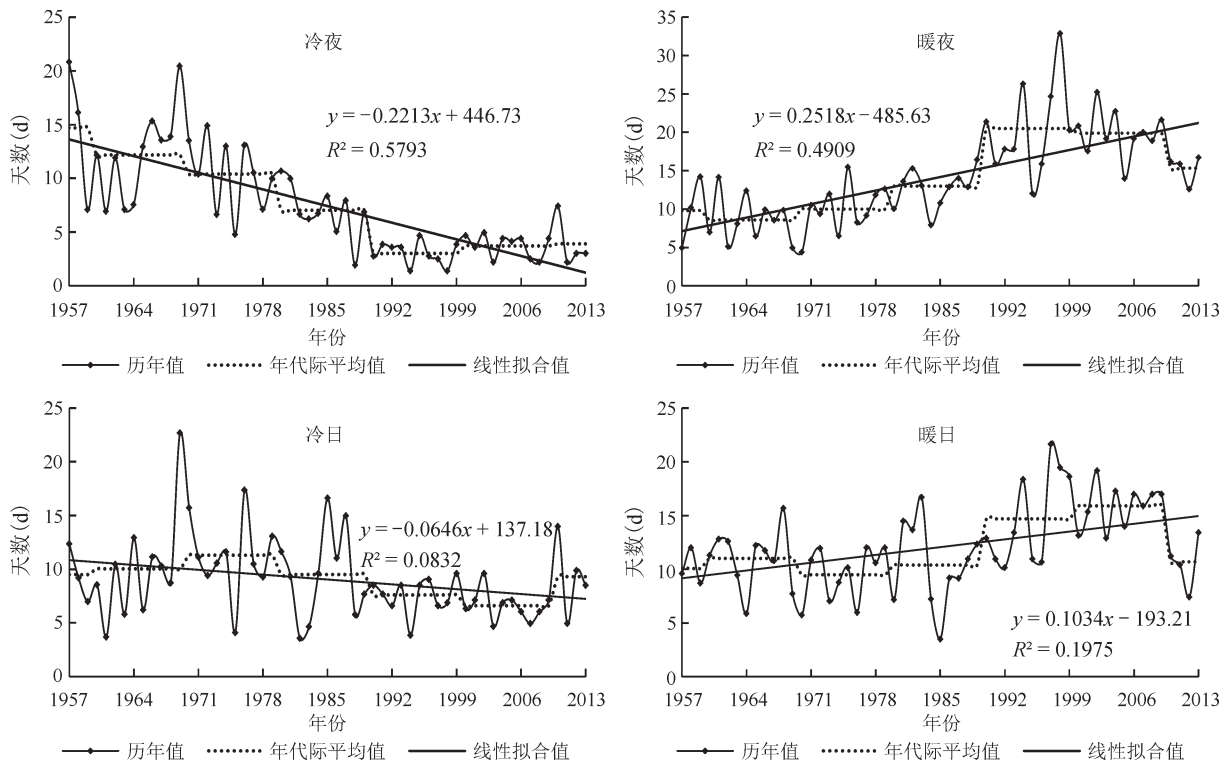 冷夜
天数(d)
25
20
15
10
5
0
y=−0.2213x+446.73
R²=0.5793
1957 1964 1971 1978 1985 1992 1999 2006 2013
年份
历年值 年代际平均值 线性拟合值
暖夜
天数(d)
35
30
25
20
15
10
5
0
y=0.2518x−485.63
R²=0.4909
1957 1964 1971 1978 1985 1992 1999 2006 2013
年份
历年值 年代际平均值 线性拟合值
冷日
天数(d)
25
20
15
10
5
0
y=−0.0646x+137.18
R²=0.0832
1957 1964 1971 1978 1985 1992 1999 2006 2013
年份
历年值 年代际平均值 线性拟合值
暖日
天数(d)
25
20
15
10
5
0
y=0.1034x−193.21
R²=0.1975
1957 1964 1971 1978 1985 1992 1999 2006 2013
年份
历年值 年代际平均值 线性拟合值